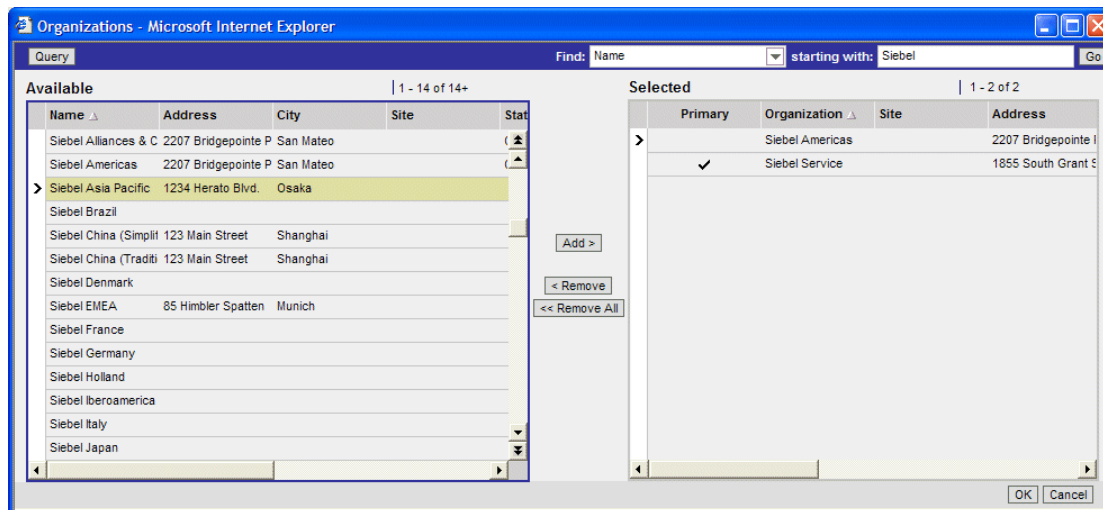 Organizations - Microsoft Internet Explorer
Query Find: Name starting with: Siebel Go
Available 1 - 14 of 14+ Selected 1 - 2 of 2
Name Address City Site Stat Primary Organization Site Address
Siebel Alliances & C 2207 Bridgepointe P San Mateo Siebel Americas 2207 Bridgepointe
Siebel Americas 2207 Bridgepointe P San Mateo Siebel Service 1855 South Grant S
Siebel Asia Pacific 1234 Herato Blvd. Osaka
Siebel Brazil
Siebel China (Simplif 123 Main Street Shanghai
Siebel China (Traditi 123 Main Street Shanghai
Add >
Siebel Denmark
< Remove
Siebel EMEA 85 Himbler Spatten Munich
<< Remove All
Siebel France
Siebel Germany
Siebel Holland
Siebel Iberoamerica
Siebel Italy
Siebel Japan
OK Cancel